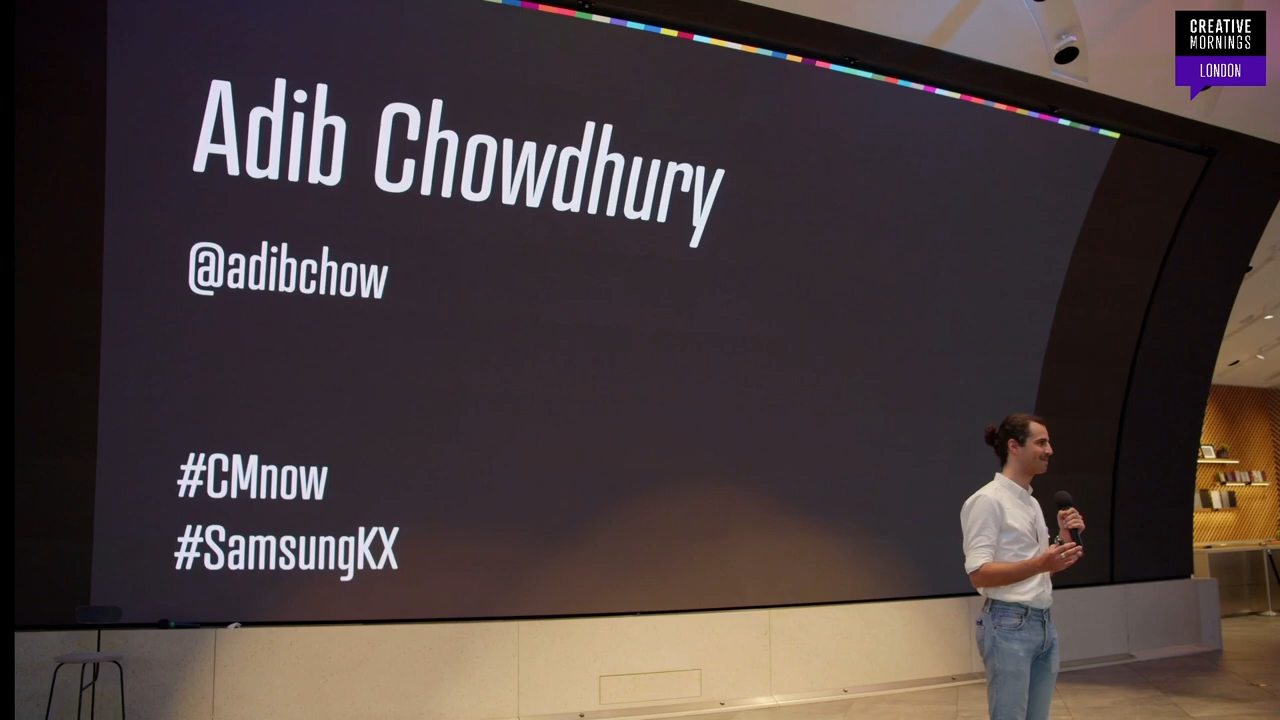 Adib Chowdhury
@adibchow
#CMnow
#SamsungKX
CREATIVE
MORNINGS
LONDON